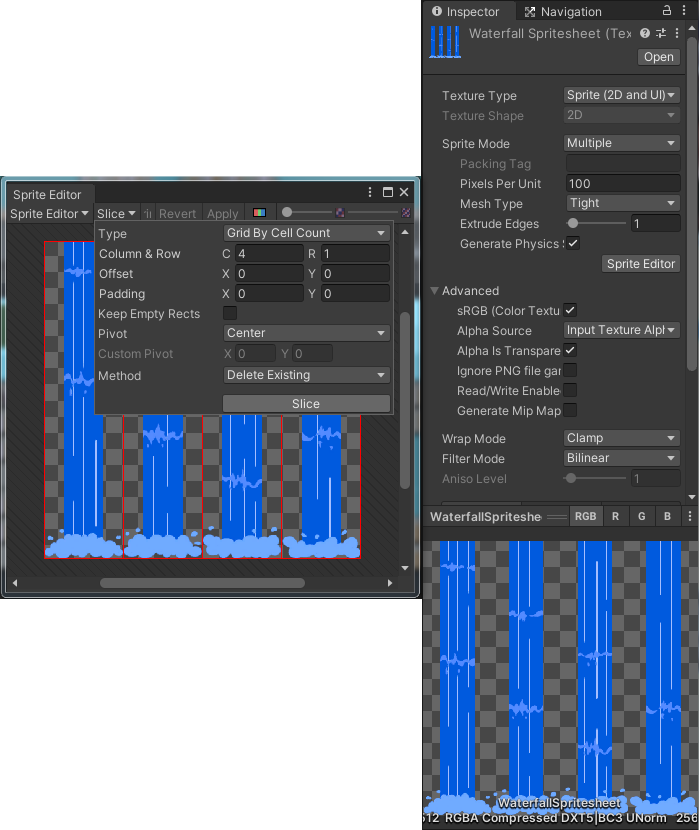 Inspector
Navigation
Waterfall Spritesheet (Tex
Open
Texture Type
Sprite (2D and UI)
Texture Shape
2D
Sprite Mode
Multiple
Packing Tag
Pixels Per Unit
100
Mesh Type
Tight
Extrude Edges
1
Generate Physics S
Sprite Editor
Advanced
sRGB (Color Textu
Alpha Source
Input Texture Alph
Alpha Is Transpare
Ignore PNG file gar
Read/Write Enable
Generate Mip Map
Wrap Mode
Clamp
Filter Mode
Bilinear
Aniso Level
1
WaterfallSpriteshe
RGB R G B
WaterfallSpritesheet
512 RGBA Compressed DXT5|BC3 UNorm 256
Sprite Editor
Sprite Editor Slice Revert Apply
Type Grid By Cell Count
Column & Row C 4 R 1
Offset X 0 Y 0
Padding X 0 Y 0
Keep Empty Rects
Pivot Center
Custom Pivot X 0 Y 0
Method Delete Existing
Slice